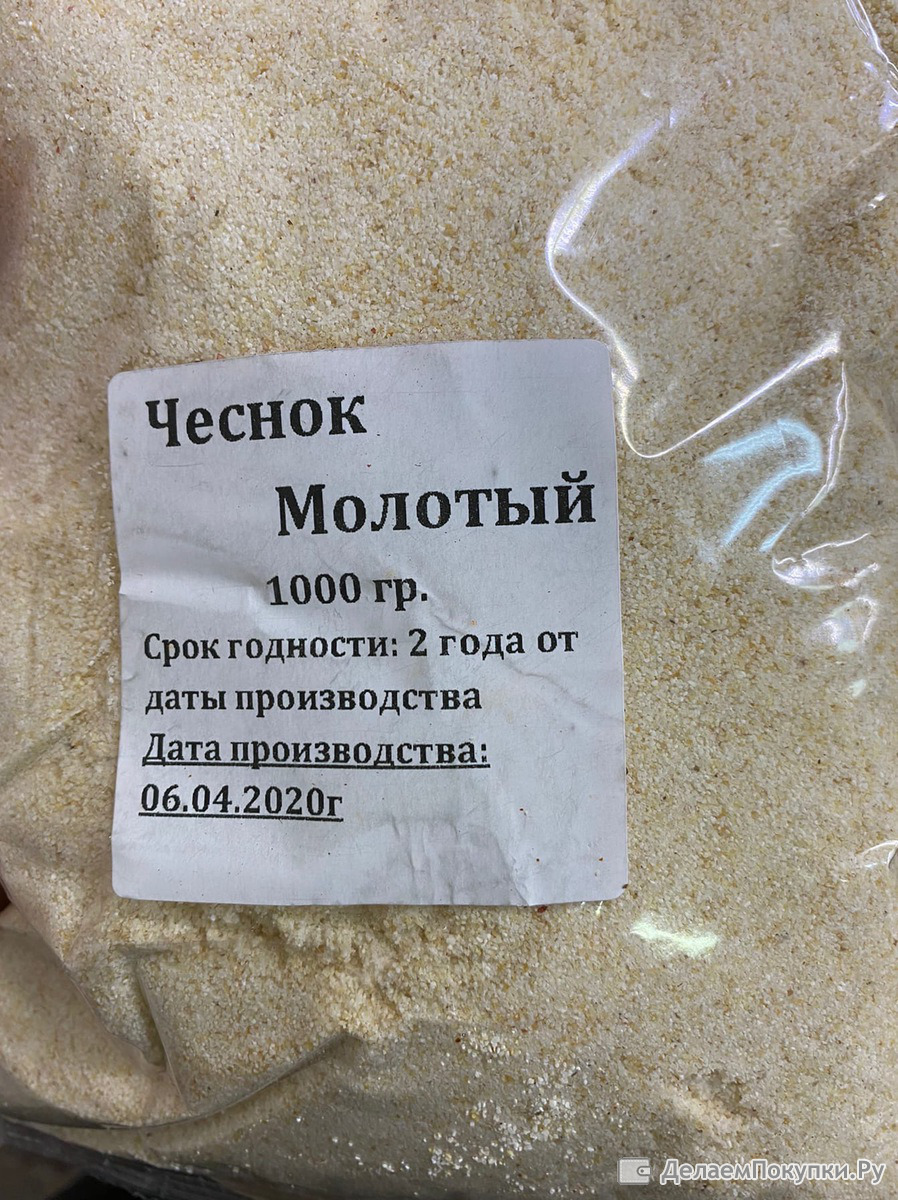 Чеснок
Молотый
1000 гр.
Срок годности: 2 года от
даты производства
Дата производства:
06.04.2020г
ДелаемПокупки.Ру